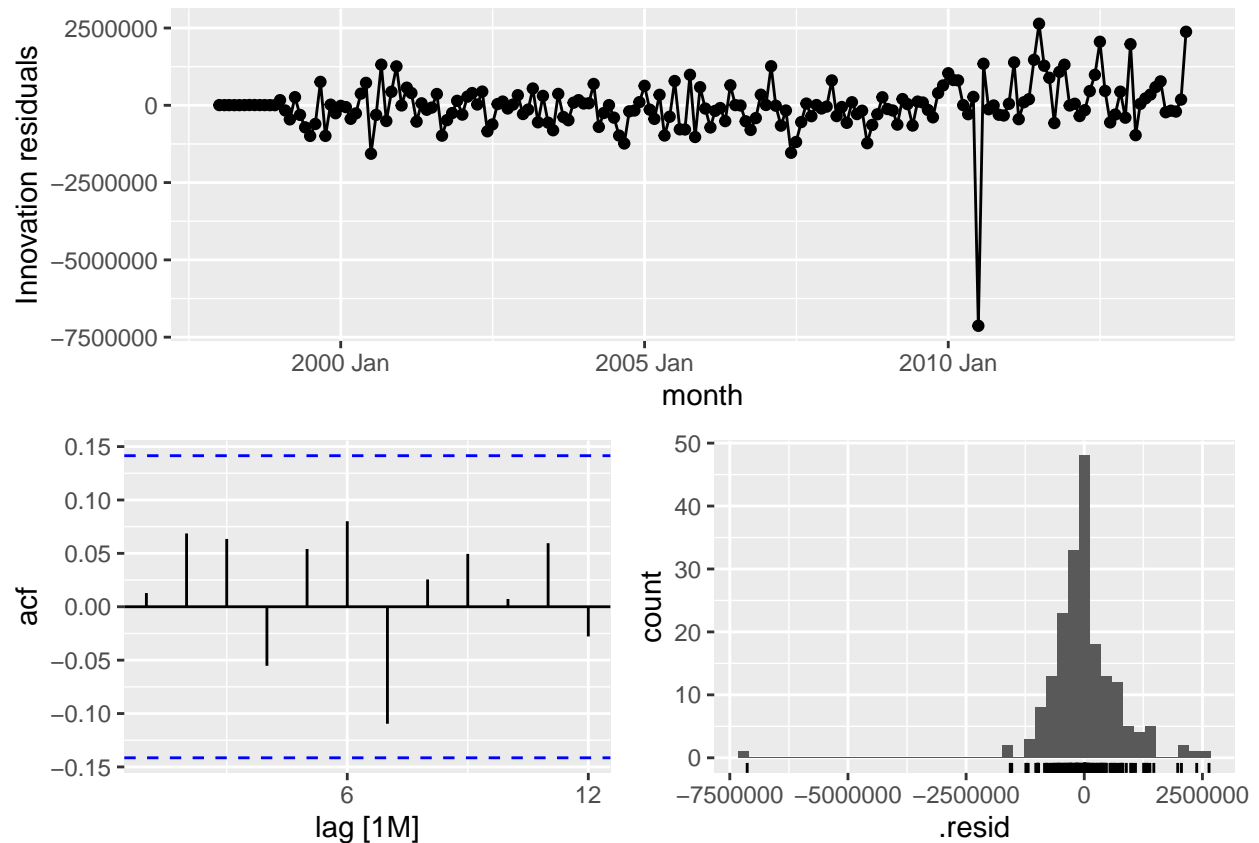 Innovation residuals
2500000
0
−2500000
−5000000
−7500000
2000 Jan 2005 Jan 2010 Jan
month
acf
0.15
0.10
0.05
0.00
−0.05
−0.10
−0.15
6 12
lag [1M]
count
50
40
30
20
10
0
−7500000 −5000000 −2500000 0 2500000
.resid